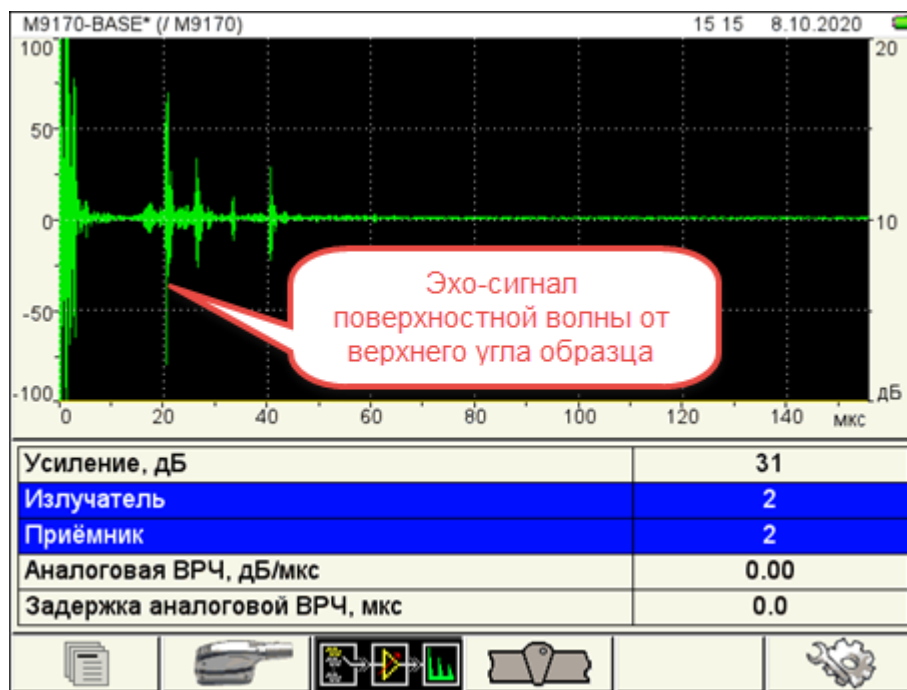 M9170-BASE* (/ M9170) 15 15 8.10.2020
100 20
50
0 10
-50
-100 дБ
0 20 40 60 80 100 120 140 мкс
Эхо-сигнал
поверхностной волны от
верхнего угла образца
Усиление, дБ 31
Излучатель 2
Приёмник 2
Аналоговая ВРЧ, дБ/мкс 0.00
Задержка аналоговой ВРЧ, мкс 0.0